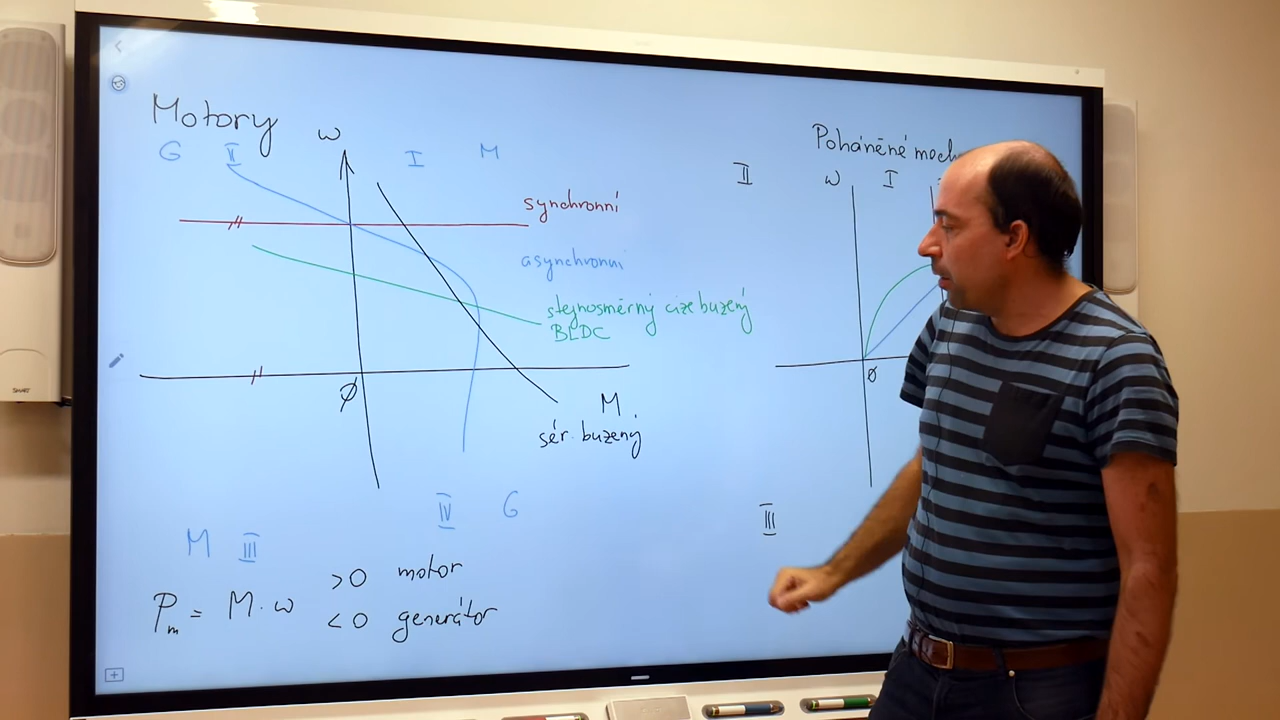 Motory
G II ω I M
synchronní
asynchronní
stejnosměrný cize buzený
BLDC
Ø
M
sér. buzený
IV G
M III
Pm = M·ω >0 motor
<0 generátor
Poháněné mech
II ω I
Ø
III
SMART